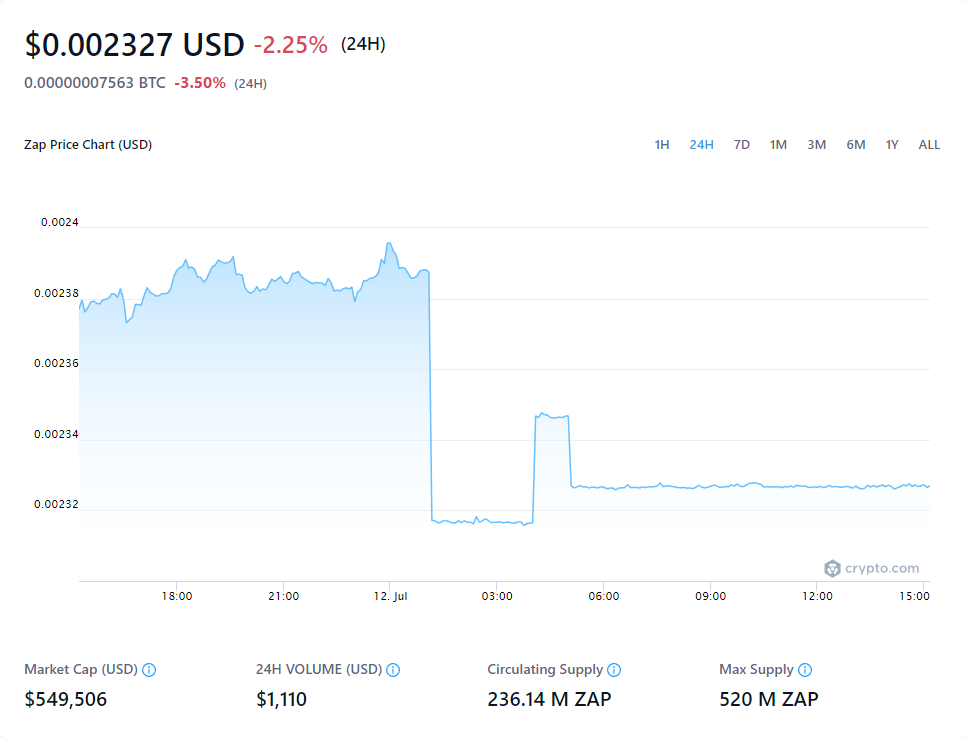 $0.002327 USD -2.25% (24H)
0.00000007563 BTC -3.50% (24H)
Zap Price Chart (USD) 1H 24H 7D 1M 3M 6M 1Y ALL
0.0024
0.00238
0.00236
0.00234
0.00232
crypto.com
18:00 21:00 12. Jul 03:00 06:00 09:00 12:00 15:00
Market Cap (USD) 24H VOLUME (USD) Circulating Supply Max Supply
$549,506 $1,110 236.14 M ZAP 520 M ZAP